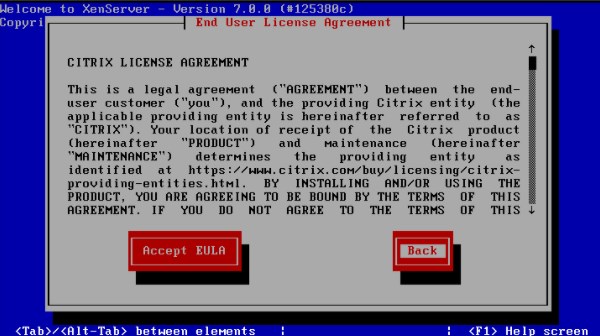 Welcome to XenServer - Version 7.0.0 (#125380c)
Copyri
End User License Agreement
CITRIX LICENSE AGREEMENT
This is a legal agreement ("AGREEMENT") between the end-
user customer ("you"), and the providing Citrix entity (the
applicable providing entity is hereinafter referred to as
"CITRIX"). Your location of receipt of the Citrix product
(hereinafter "PRODUCT") and maintenance (hereinafter
"MAINTENANCE") determines the providing entity as
identified at https://www.citrix.com/buy/licensing/citrix-
providing-entities.html. BY INSTALLING AND/OR USING THE
PRODUCT, YOU ARE AGREEING TO BE BOUND BY THE TERMS OF THIS
AGREEMENT. IF YOU DO NOT AGREE TO THE TERMS OF THIS
Accept EULA Back
<Tab>/<Alt-Tab> between elements ¦ ¦ <F1> Help screen